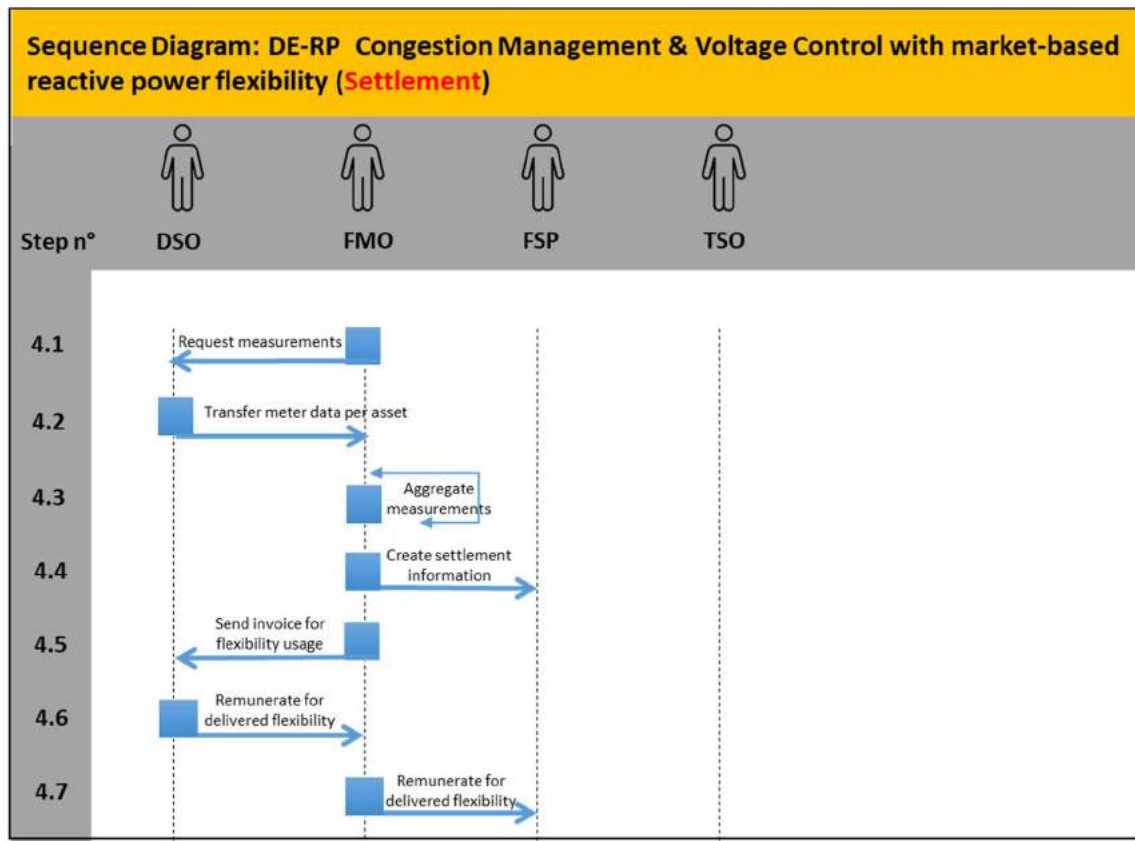 Sequence Diagram: DE-RP Congestion Management & Voltage Control with market-based
reactive power flexibility (Settlement)
Step n° DSO FMO FSP TSO
4.1 Request measurements
4.2 Transfer meter data per asset
4.3 Aggregate
measurements
4.4 Create settlement
information
4.5 Send invoice for
flexibility usage
4.6 Remunerate for
delivered flexibility
4.7 Remunerate for
delivered flexibility